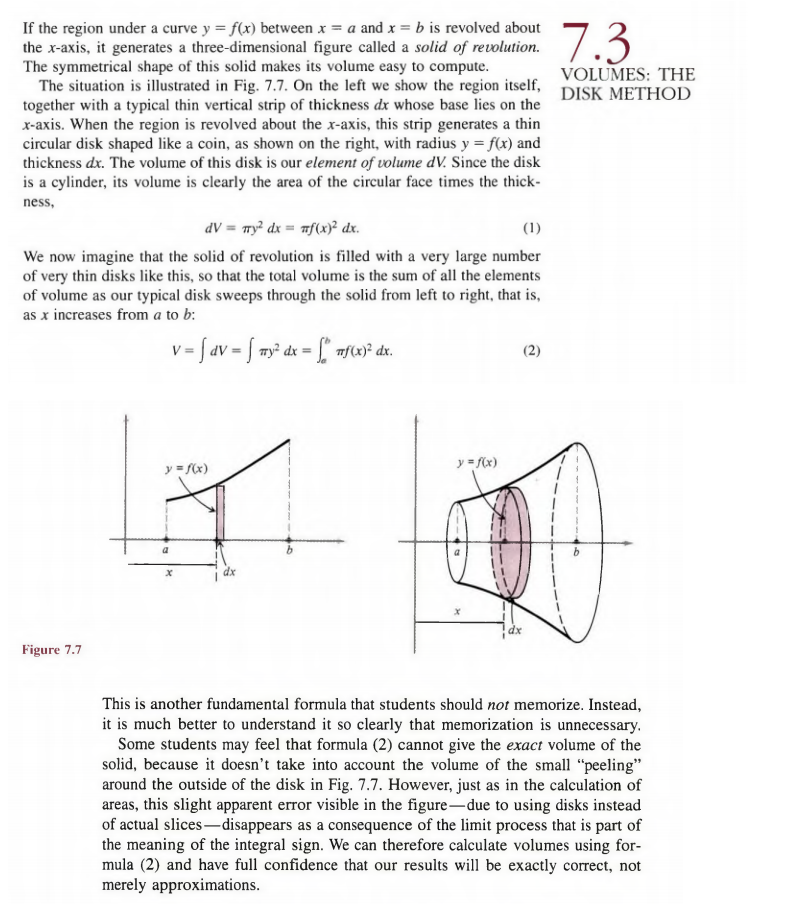 If the region under a curve y = f(x) between x = a and x = b is revolved about
the x-axis, it generates a three-dimensional figure called a solid of revolution.
The symmetrical shape of this solid makes its volume easy to compute.
The situation is illustrated in Fig. 7.7. On the left we show the region itself,
together with a typical thin vertical strip of thickness dx whose base lies on the
x-axis. When the region is revolved about the x-axis, this strip generates a thin
circular disk shaped like a coin, as shown on the right, with radius y = f(x) and
thickness dx. The volume of this disk is our element of volume dV. Since the disk
is a cylinder, its volume is clearly the area of the circular face times the thick-
ness,
dV = πy² dx = πf(x)² dx. (1)
We now imagine that the solid of revolution is filled with a very large number
of very thin disks like this, so that the total volume is the sum of all the elements
of volume as our typical disk sweeps through the solid from left to right, that is,
as x increases from a to b:
V = ∫ dV = ∫ πy² dx = ∫ₐᵇ πf(x)² dx. (2)
7.3
VOLUMES: THE
DISK METHOD
y = f(x)
a
b
x
dx
y = f(x)
a
b
x
dx
Figure 7.7
This is another fundamental formula that students should not memorize. Instead,
it is much better to understand it so clearly that memorization is unnecessary.
Some students may feel that formula (2) cannot give the exact volume of the
solid, because it doesn't take into account the volume of the small “peeling”
around the outside of the disk in Fig. 7.7. However, just as in the calculation of
areas, this slight apparent error visible in the figure—due to using disks instead
of actual slices—disappears as a consequence of the limit process that is part of
the meaning of the integral sign. We can therefore calculate volumes using for-
mula (2) and have full confidence that our results will be exactly correct, not
merely approximations.